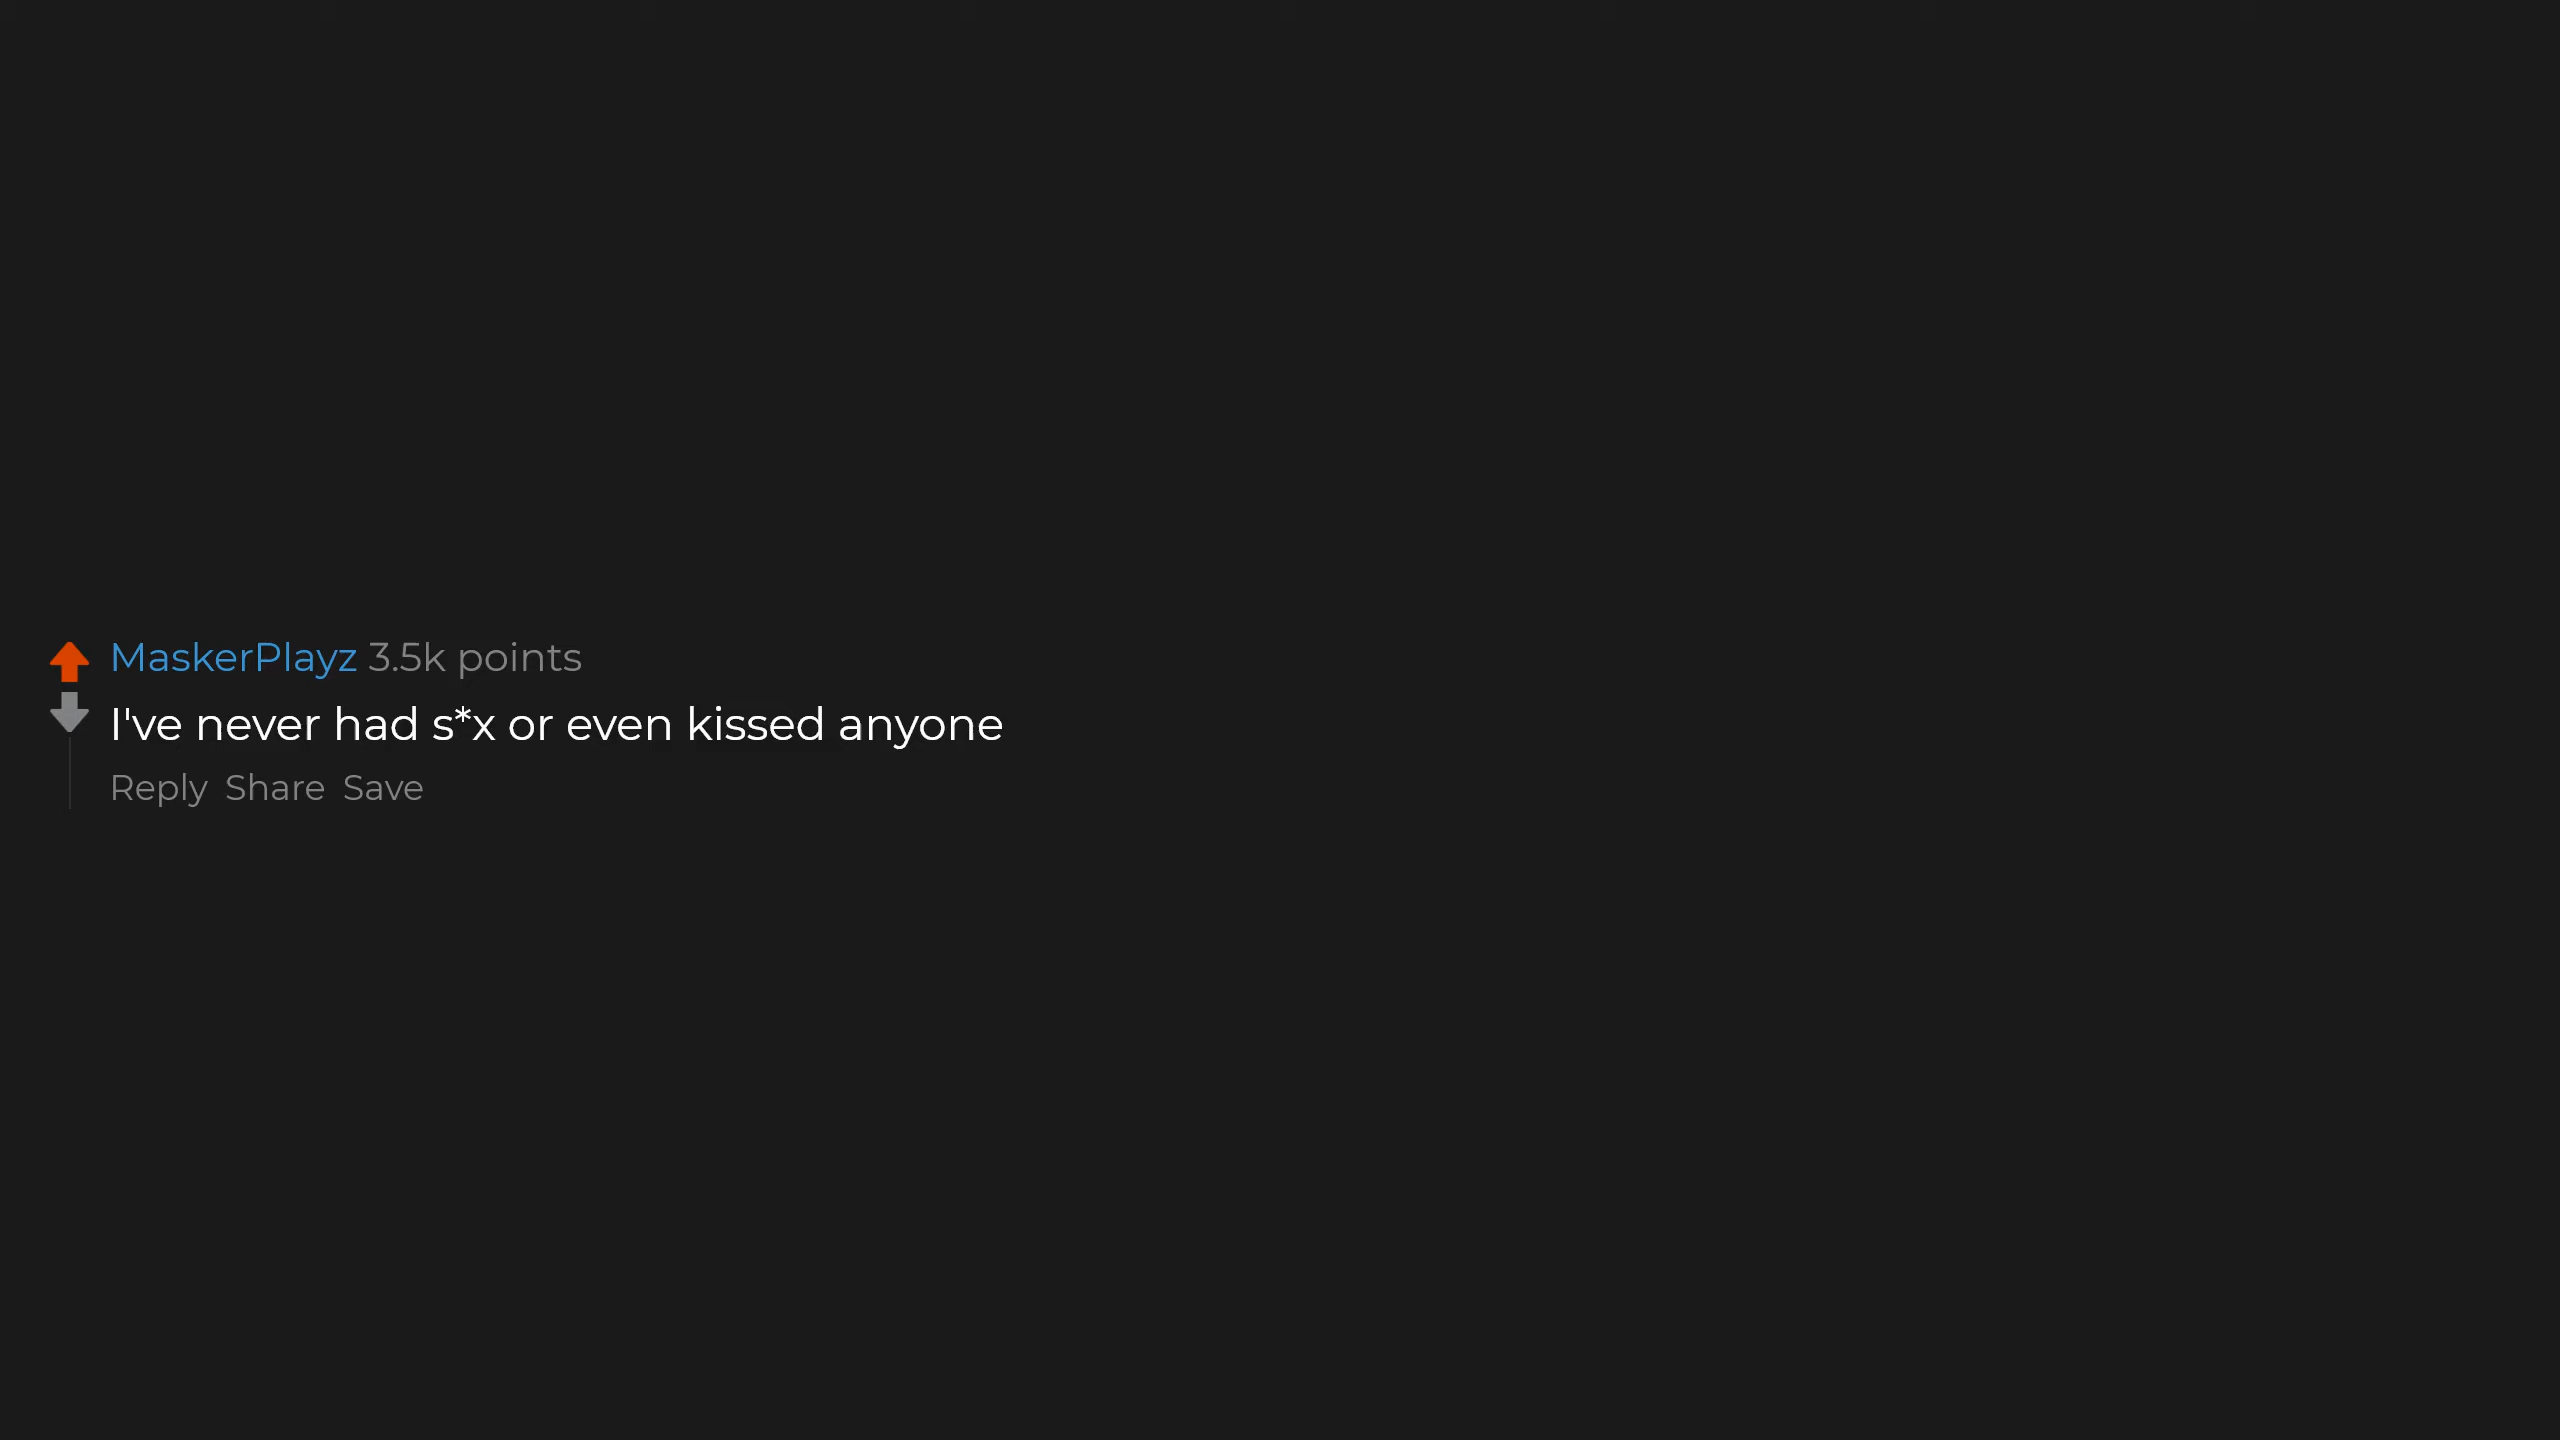 MaskerPlayz 3.5k points
I've never had s*x or even kissed anyone
Reply Share Save